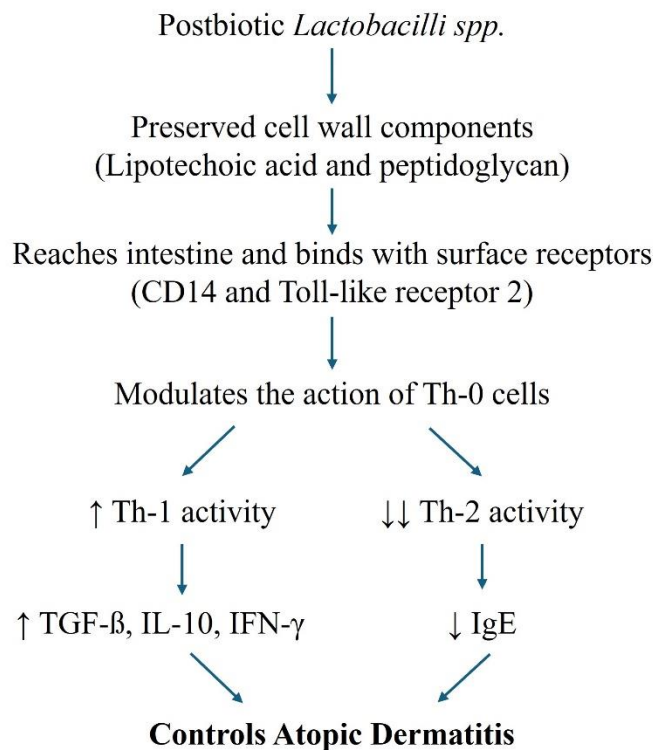 Postbiotic Lactobacilli spp.
Preserved cell wall components
(Lipotechoic acid and peptidoglycan)
Reaches intestine and binds with surface receptors
(CD14 and Toll-like receptor 2)
Modulates the action of Th-0 cells
↑ Th-1 activity
↓↓ Th-2 activity
↑ TGF-ß, IL-10, IFN-γ
↓ IgE
Controls Atopic Dermatitis